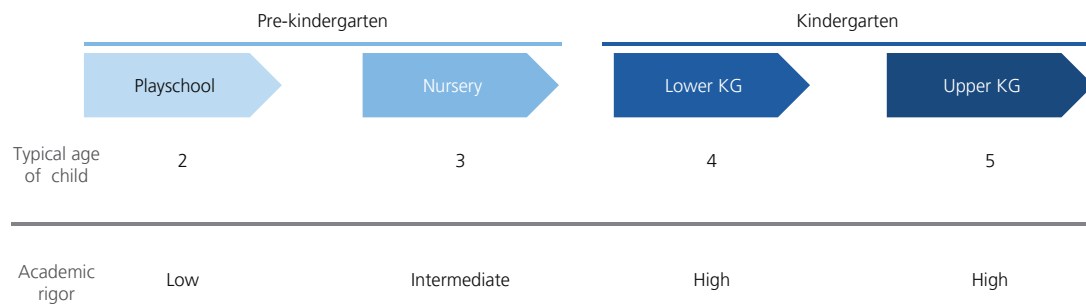 Pre-kindergarten
Kindergarten
Playschool
Nursery
Lower KG
Upper KG
Typical age
of child
2
3
4
5
Academic
rigor
Low
Intermediate
High
High